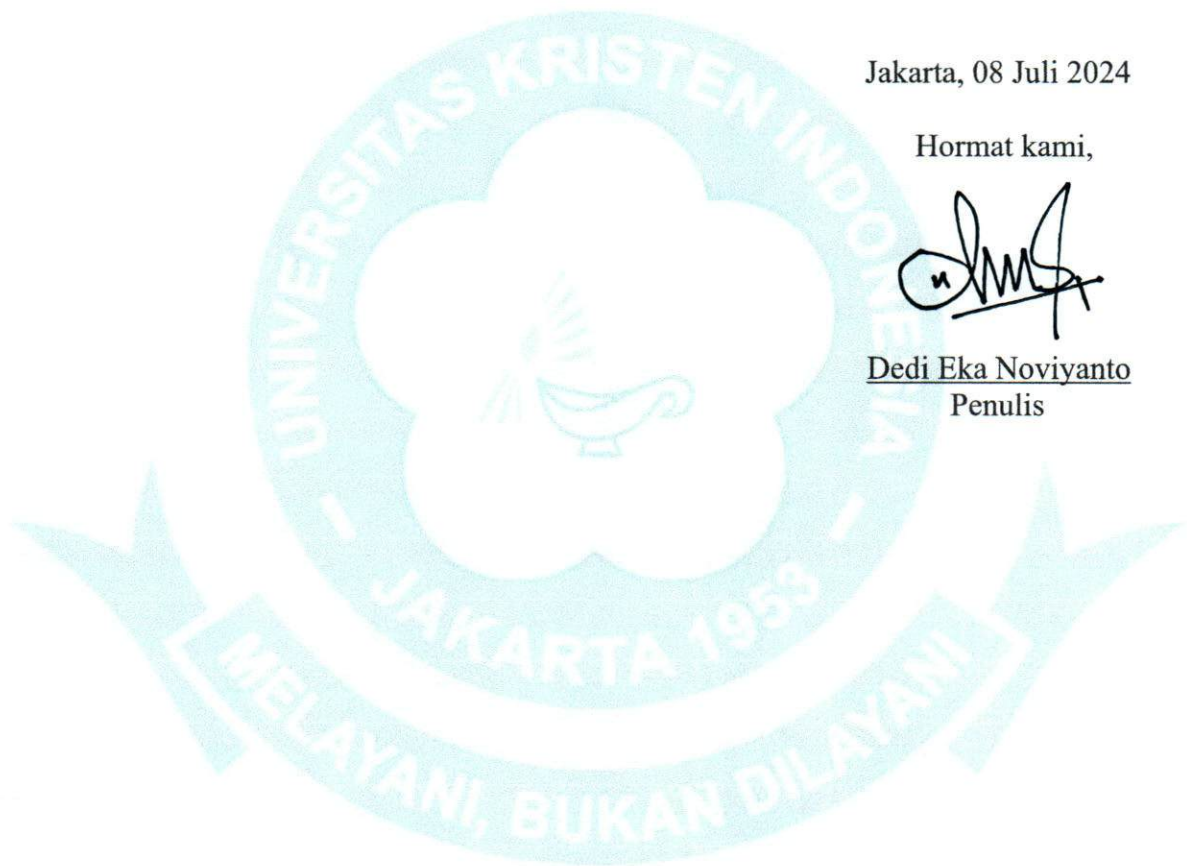 Jakarta, 08 Juli 2024
Hormat kami,
Dedi Eka Noviyanto
Penulis
UNIVERSITAS KRISTEN INDONESIA
JAKARTA 1953
MELAYANI, BUKAN DILAYANI